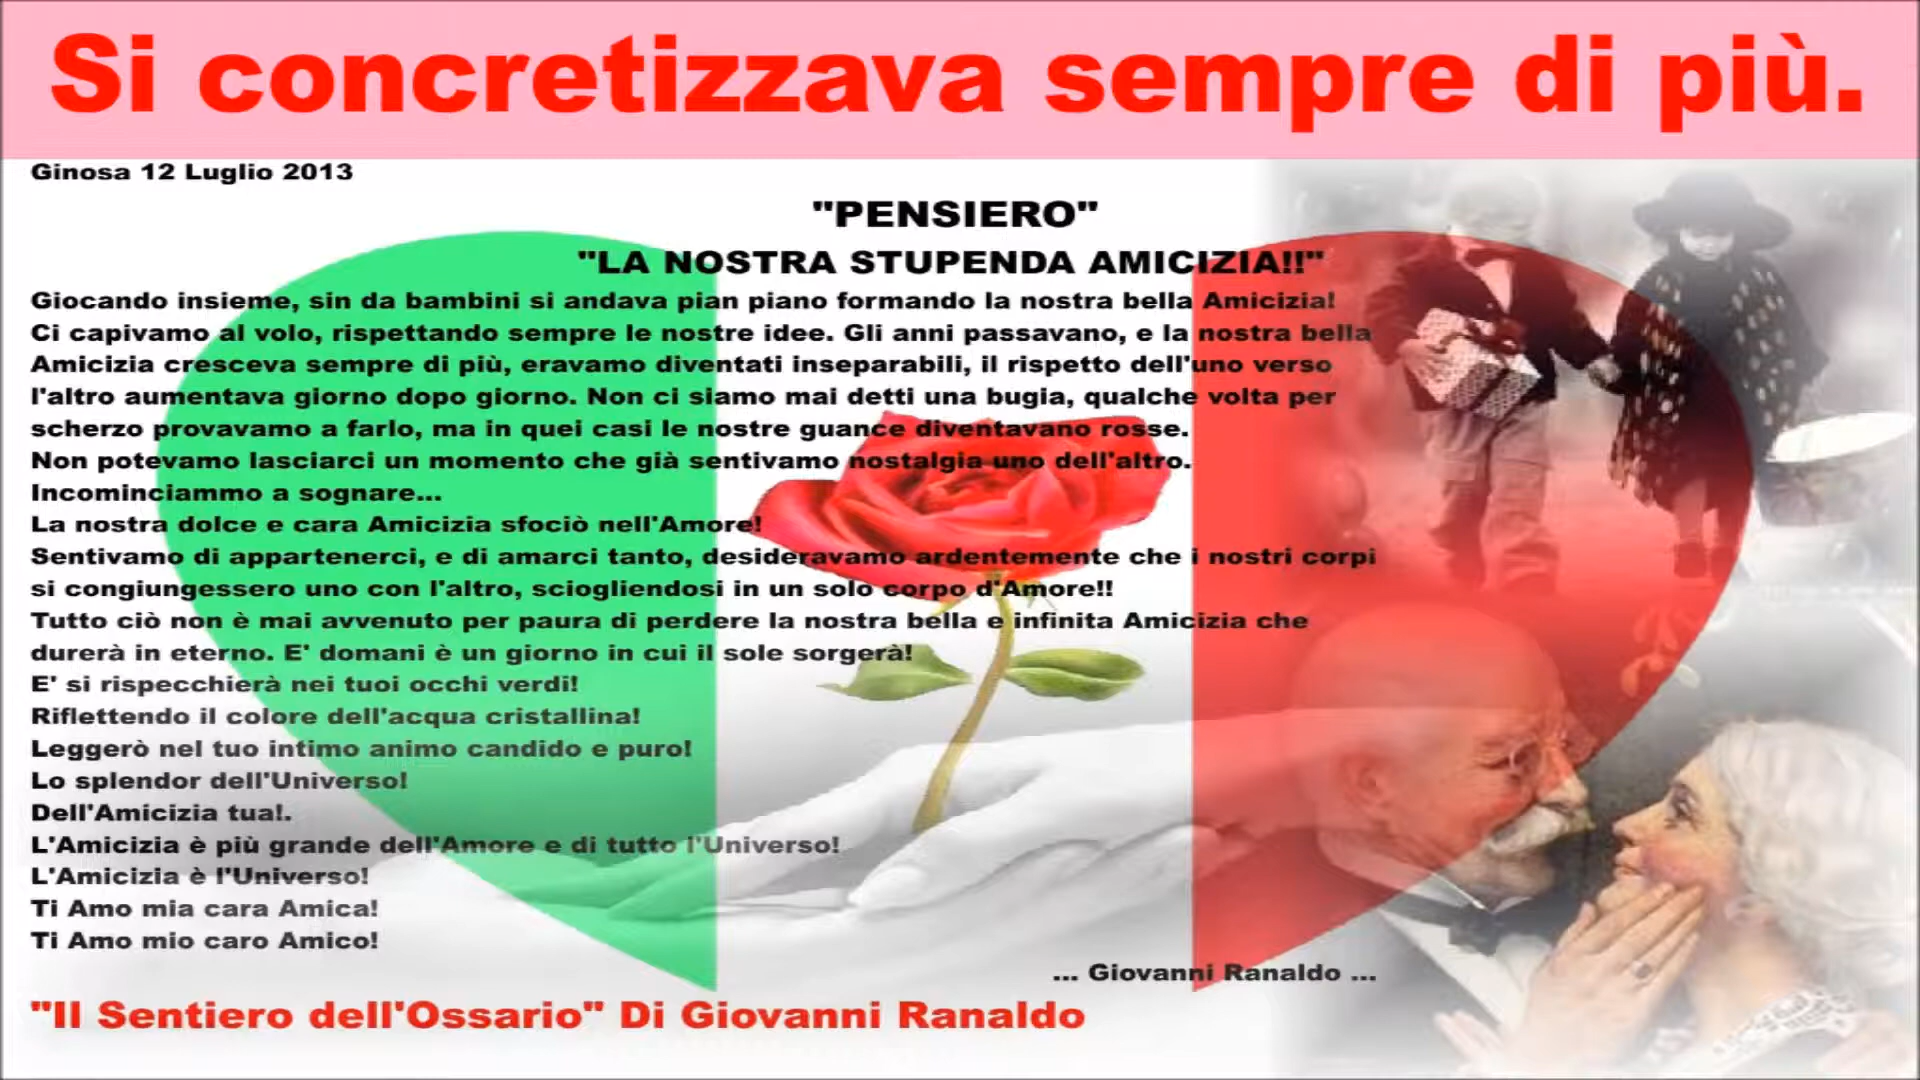 Si concretizzava sempre di più.
Ginosa 12 Luglio 2013
"PENSIERO"
"LA NOSTRA STUPENDA AMICIZIA!!"
Giocando insieme, sin da bambini si andava pian piano formando la nostra bella Amicizia!
Ci capivamo al volo, rispettando sempre le nostre idee. Gli anni passavano, e la nostra bella
Amicizia cresceva sempre di più, eravamo diventati inseparabili, il rispetto dell'uno verso
l'altro aumentava giorno dopo giorno. Non ci siamo mai detti una bugia, qualche volta per
scherzo provavamo a farlo, ma in quei casi le nostre guance diventavano rosse.
Non potevamo lasciarci un momento che già sentivamo nostalgia uno dell'altro.
Incominciammo a sognare...
La nostra dolce e cara Amicizia sfociò nell'Amore!
Sentivamo di appartenerci, e di amarci tanto, desideravamo ardentemente che i nostri corpi
si congiungessero uno con l'altro, sciogliendosi in un solo corpo d'Amore!!
Tutto ciò non è mai avvenuto per paura di perdere la nostra bella e infinita Amicizia che
durerà in eterno. E' domani è un giorno in cui il sole sorgerà!
E' si rispecchierà nei tuoi occhi verdi!
Riflettendo il colore dell'acqua cristallina!
Leggerò nel tuo intimo animo candido e puro!
Lo splendor dell'Universo!
Dell'Amicizia tua!.
L'Amicizia è più grande dell'Amore e di tutto l'Universo!
L'Amicizia è l'Universo!
Ti Amo mia cara Amica!
Ti Amo mio caro Amico!
... Giovanni Ranaldo ...
"Il Sentiero dell'Ossario" Di Giovanni Ranaldo